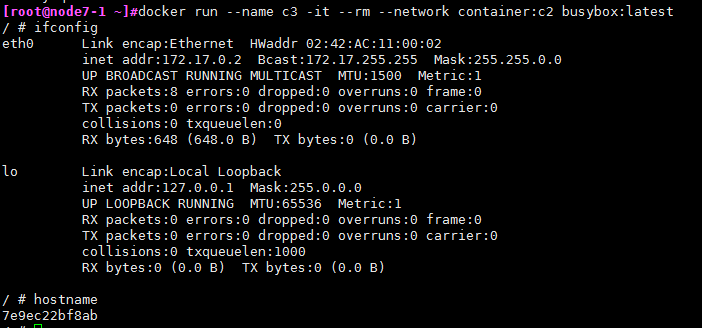 [root@node7-1 ~]#docker run --name c3 -it --rm --network container:c2 busybox:latest
/ # ifconfig
eth0      Link encap:Ethernet  HWaddr 02:42:AC:11:00:02
          inet addr:172.17.0.2  Bcast:172.17.255.255  Mask:255.255.0.0
          UP BROADCAST RUNNING MULTICAST  MTU:1500  Metric:1
          RX packets:8 errors:0 dropped:0 overruns:0 frame:0
          TX packets:0 errors:0 dropped:0 overruns:0 carrier:0
          collisions:0 txqueuelen:0
          RX bytes:648 (648.0 B)  TX bytes:0 (0.0 B)

lo        Link encap:Local Loopback
          inet addr:127.0.0.1  Mask:255.0.0.0
          UP LOOPBACK RUNNING  MTU:65536  Metric:1
          RX packets:0 errors:0 dropped:0 overruns:0 frame:0
          TX packets:0 errors:0 dropped:0 overruns:0 carrier:0
          collisions:0 txqueuelen:1000
          RX bytes:0 (0.0 B)  TX bytes:0 (0.0 B)

/ # hostname
7e9ec22bf8ab
/ #